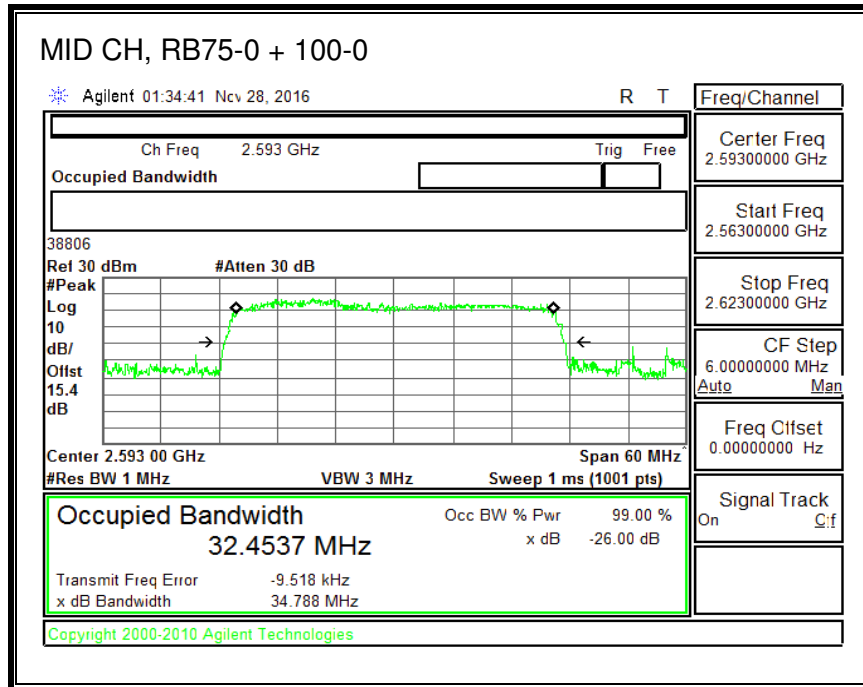 MID CH, RB75-0 + 100-0
Agilent 01:34:41 Nov 28, 2016 R T
Freq/Channel
Ch Freq 2.593 GHz Trig Free
Occupied Bandwidth
Center Freq
2.59300000 GHz
Start Freq
2.56300000 GHz
38806
Ref 30 dBm #Atten 30 dB
#Peak
Log
10
dB/
Offst
15.4
dB
Stop Freq
2.62300000 GHz
CF Step
6.00000000 MHz
Auto Man
Freq Offset
0.00000000 Hz
Center 2.593 00 GHz Span 60 MHz
#Res BW 1 MHz VBW 3 MHz Sweep 1 ms (1001 pts)
Signal Track
On Off
Occupied Bandwidth
32.4537 MHz
Occ BW % Pwr 99.00 %
x dB -26.00 dB
Transmit Freq Error -9.518 kHz
x dB Bandwidth 34.788 MHz
Copyright 2000-2010 Agilent Technologies